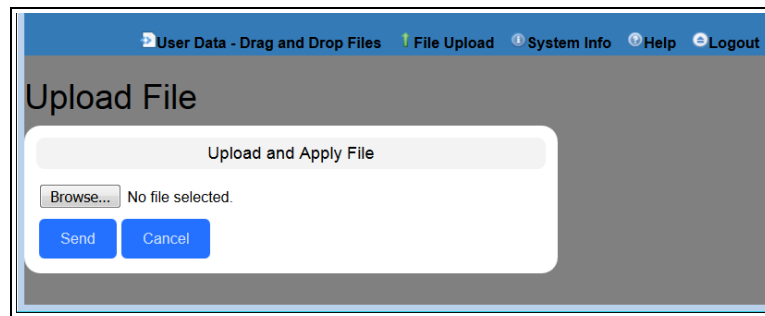 User Data - Drag and Drop Files File Upload System Info Help Logout
Upload File
Upload and Apply File
Browse... No file selected.
Send Cancel